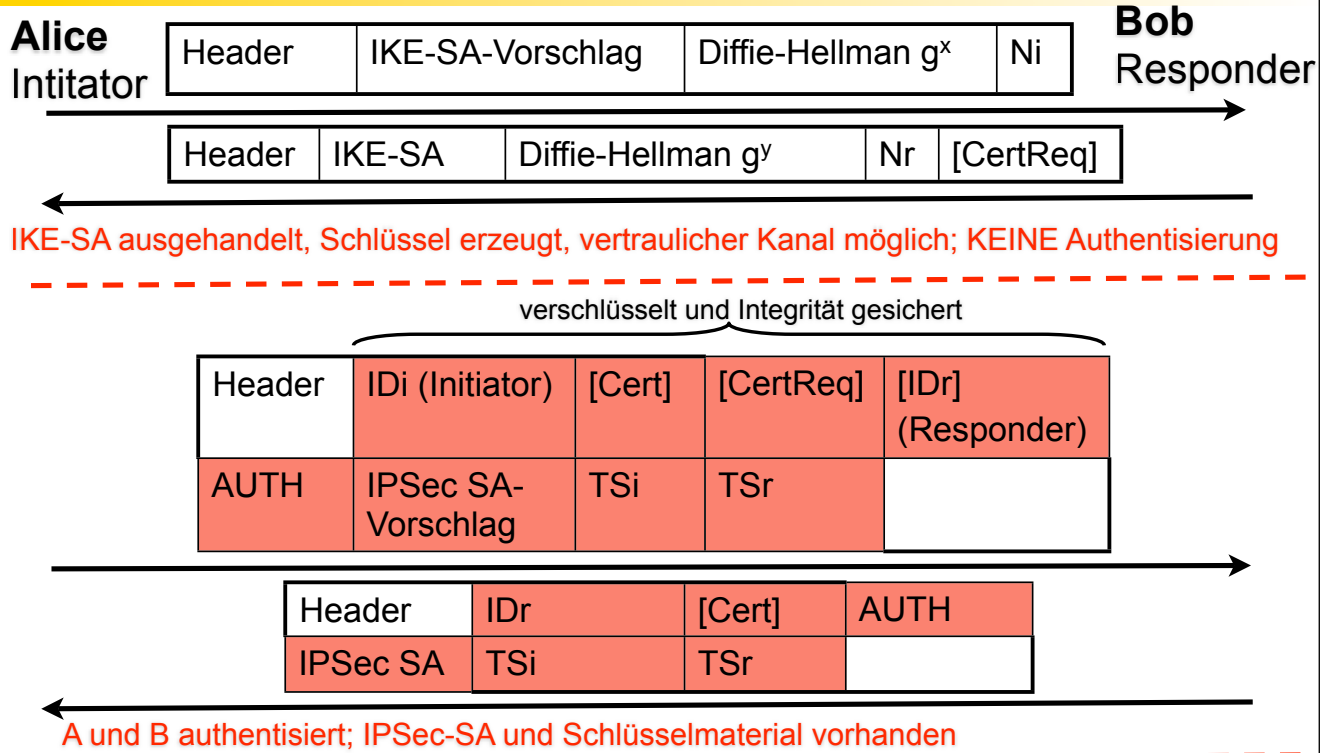 Alice
Intitator
Bob
Responder
Header IKE-SA-Vorschlag Diffie-Hellman gˣ Ni
Header IKE-SA Diffie-Hellman gʸ Nr [CertReq]
IKE-SA ausgehandelt, Schlüssel erzeugt, vertraulicher Kanal möglich; KEINE Authentisierung
verschlüsselt und Integrität gesichert
Header IDi (Initiator) [Cert] [CertReq] [IDr]
(Responder)
AUTH IPSec SA- TSi TSr
Vorschlag
Header IDr [Cert] AUTH
IPSec SA TSi TSr
A und B authentisiert; IPSec-SA und Schlüsselmaterial vorhanden